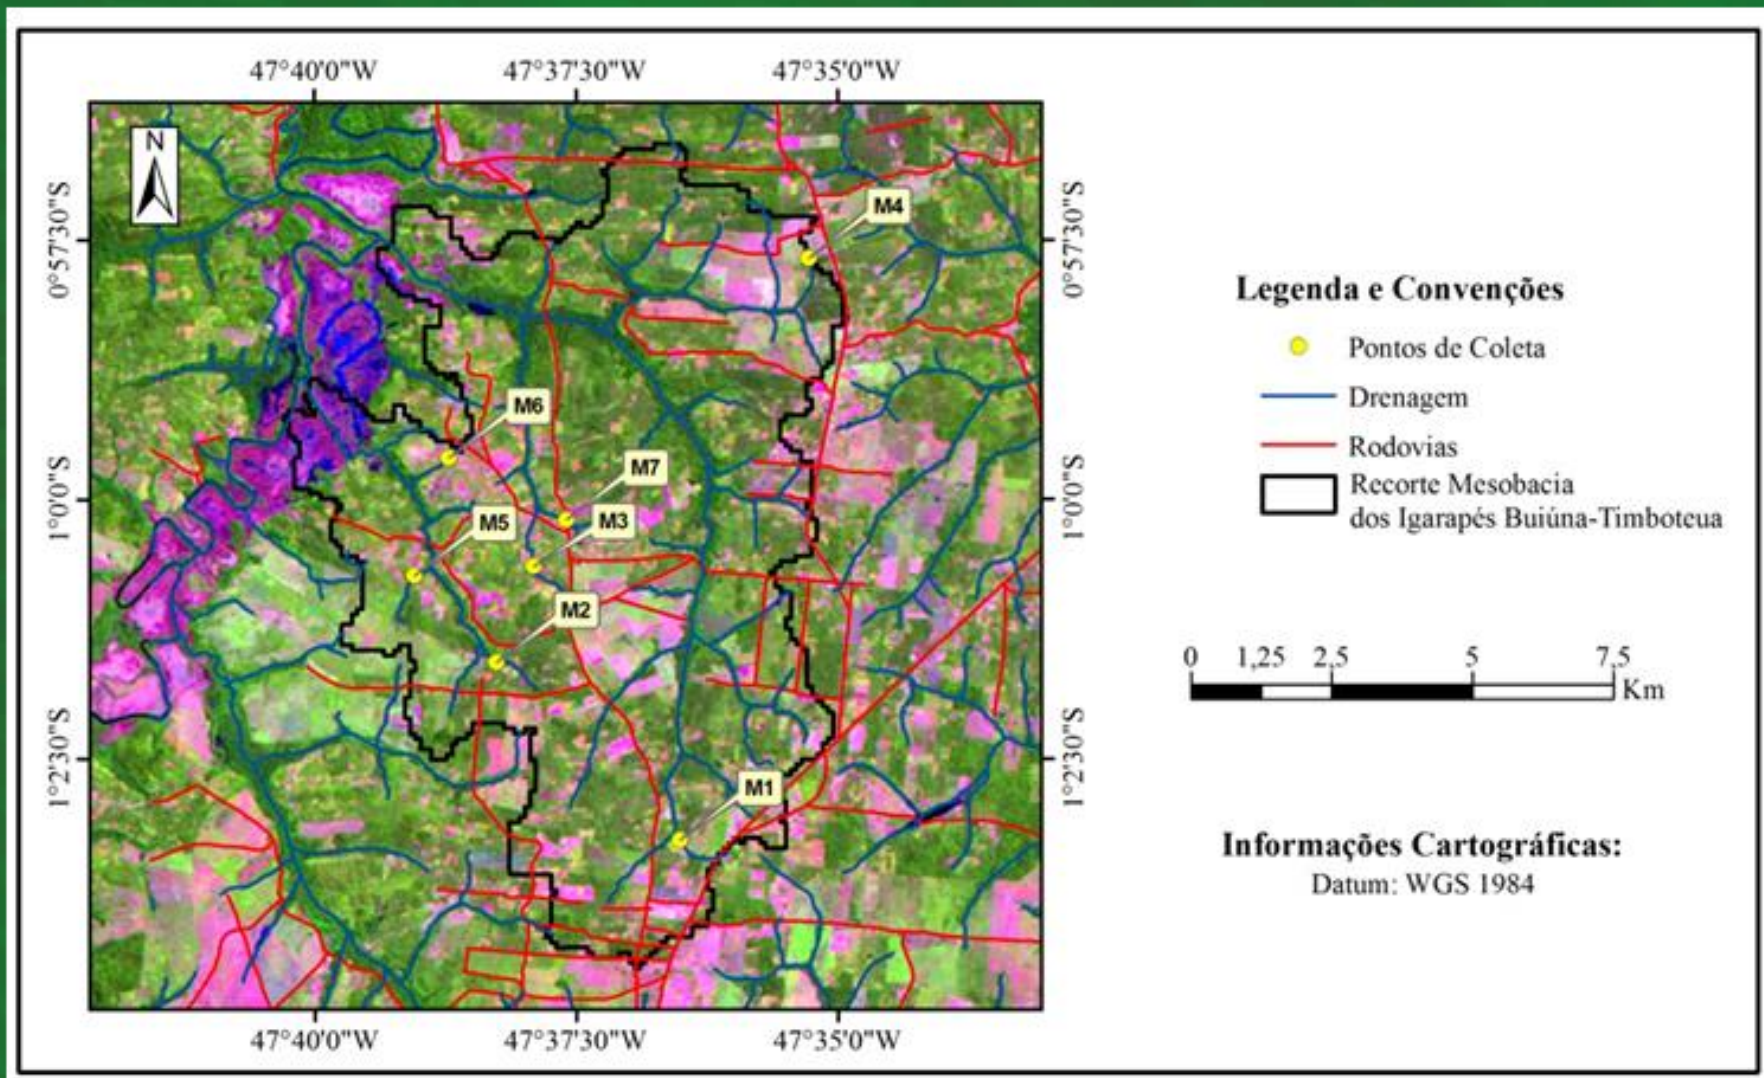 47°40'0"W 47°37'30"W 47°35'0"W
N
0°57'30"S
0°57'30"S
M4
M6
M7
M5
M3
M2
M1
1°0'0"S
1°0'0"S
1°2'30"S
1°2'30"S
47°40'0"W 47°37'30"W 47°35'0"W
Legenda e Convenções
Pontos de Coleta
Drenagem
Rodovias
Recorte Mesobacia
dos Igarapés Buiúna-Timboteua
0 1,25 2,5 5 7,5
Km
Informações Cartográficas:
Datum: WGS 1984